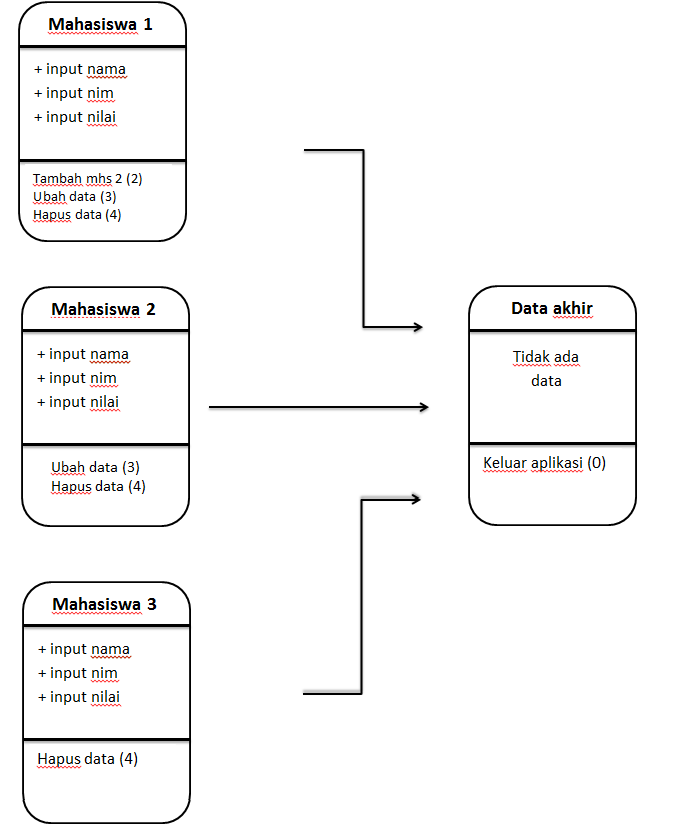 Mahasiswa 1
+ input nama
+ input nim
+ input nilai
Tambah mhs 2 (2)
Ubah data (3)
Hapus data (4)
Mahasiswa 2
+ input nama
+ input nim
+ input nilai
Ubah data (3)
Hapus data (4)
Mahasiswa 3
+ input nama
+ input nim
+ input nilai
Hapus data (4)
Data akhir
Tidak ada
data
Keluar aplikasi (0)